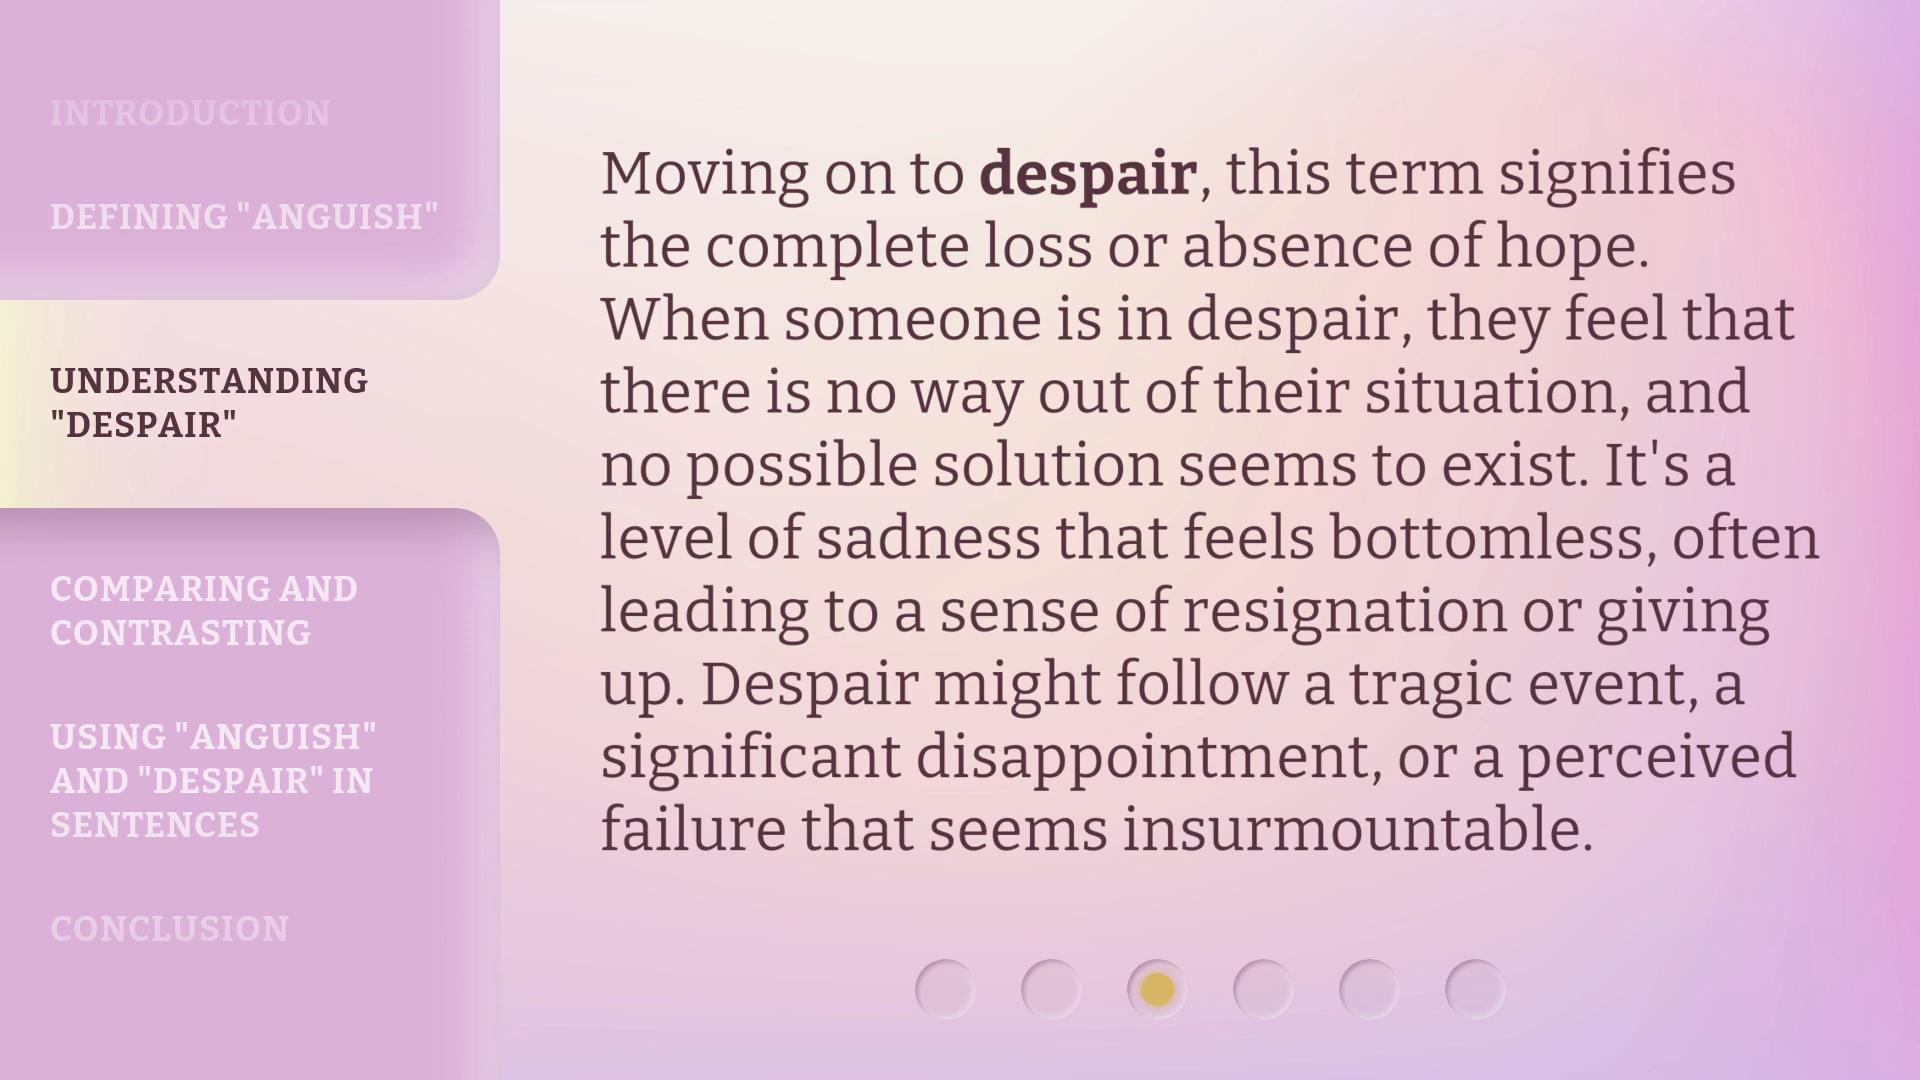 INTRODUCTION
DEFINING "ANGUISH"
UNDERSTANDING
"DESPAIR"
COMPARING AND
CONTRASTING
USING "ANGUISH"
AND "DESPAIR" IN
SENTENCES
CONCLUSION
Moving on to despair, this term signifies
the complete loss or absence of hope.
When someone is in despair, they feel that
there is no way out of their situation, and
no possible solution seems to exist. It's a
level of sadness that feels bottomless, often
leading to a sense of resignation or giving
up. Despair might follow a tragic event, a
significant disappointment, or a perceived
failure that seems insurmountable.